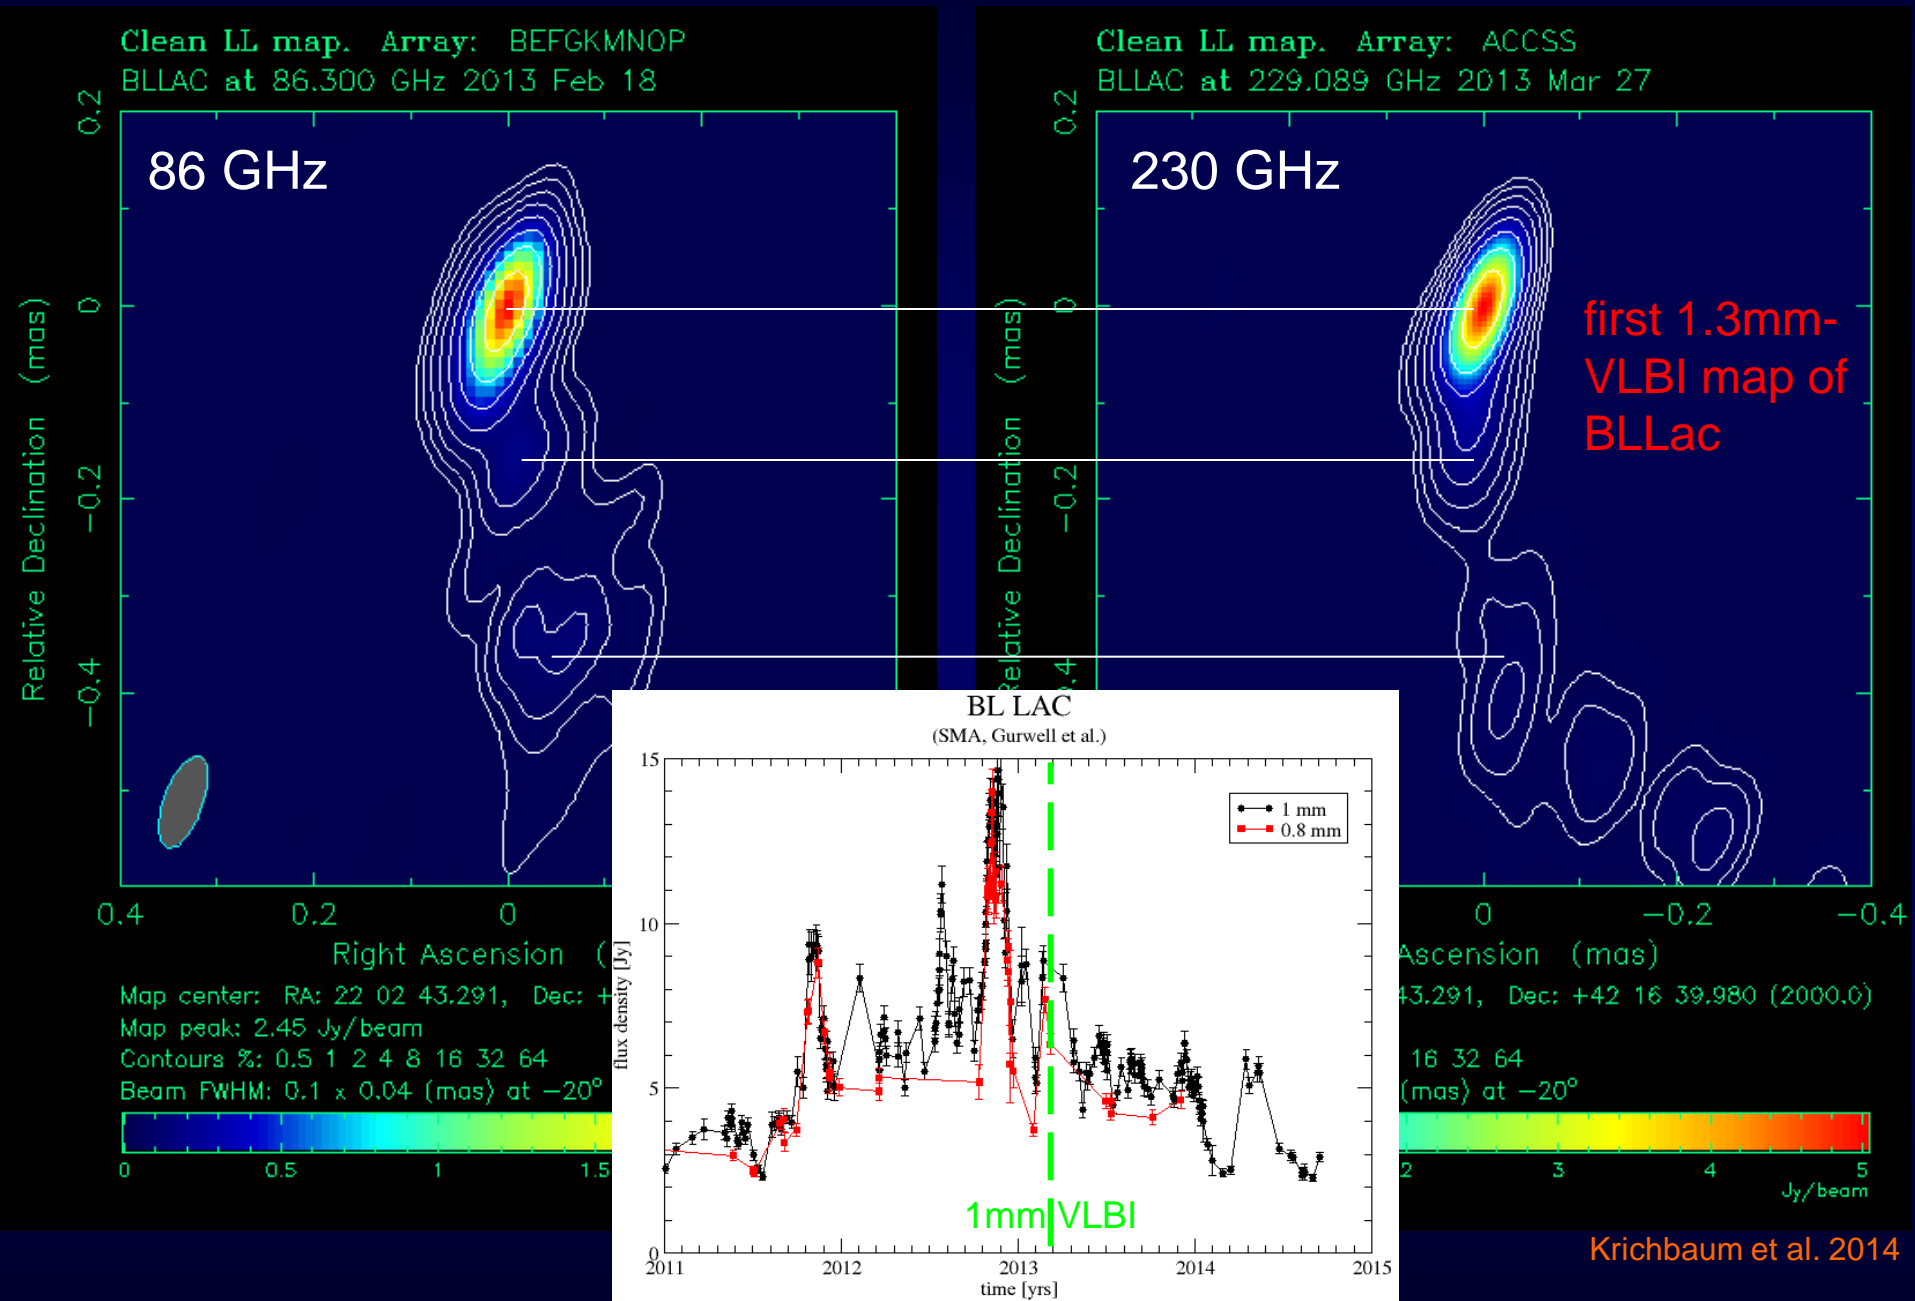 Clean LL map.  Array:  BEFGKMNOP
BLLAC at 86.300 GHz 2013 Feb 18
86 GHz
0.2
0
−0.2
−0.4
Relative Declination (mas)
0.4
0.2
0
Right Ascension (
Map center: RA: 22 02 43.291, Dec: +
Map peak: 2.45 Jy/beam
Contours %: 0.5 1 2 4 8 16 32 64
Beam FWHM: 0.1 x 0.04 (mas) at −20°
0
0.5
1
1.5
Clean LL map.  Array:  ACCSS
BLLAC at 229.089 GHz 2013 Mar 27
230 GHz
first 1.3mm-
VLBI map of
BLLac
0.2
0
−0.2
.4
Relative Declination (mas)
0
−0.2
−0.4
Ascension (mas)
43.291, Dec: +42 16 39.980 (2000.0)
16 32 64
(mas) at −20°
2
3
4
5
Jy/beam
BL LAC
(SMA, Gurwell et al.)
15
10
5
0
flux density [Jy]
1 mm
0.8 mm
1mm VLBI
2011
2012
2013
2014
2015
time [yrs]
Krichbaum et al. 2014